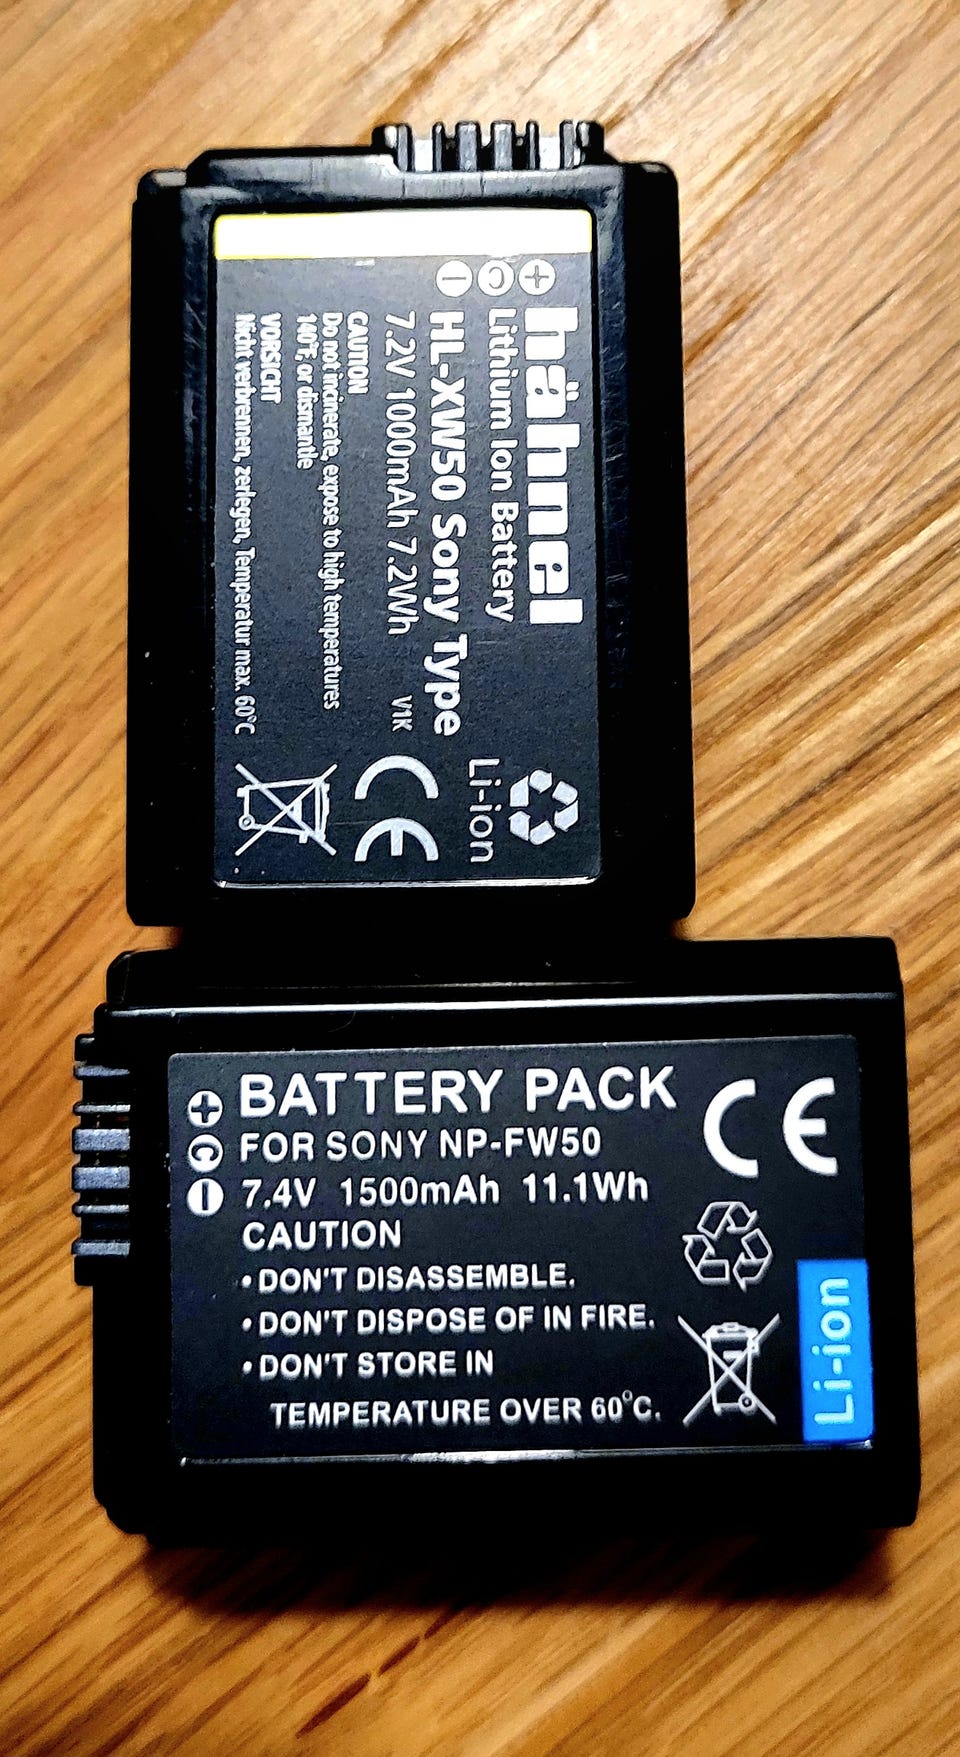 hähnel
Lithium Ion Battery
HL-XW50 Sony Type
7.2V 1000mAh 7.2Wh V1K
CAUTION
Do not incinerate, expose to high temperatures
140°F, or dismantle
VORSICHT
Nicht verbrennen, zerlegen, Temperatur max. 60°C
+
C
−
Li-ion
CE
BATTERY PACK
FOR SONY NP-FW50
7.4V 1500mAh 11.1Wh
CAUTION
•DON'T DISASSEMBLE.
•DON'T DISPOSE OF IN FIRE.
•DON'T STORE IN
TEMPERATURE OVER 60°C.
+
C
−
CE
Li-ion